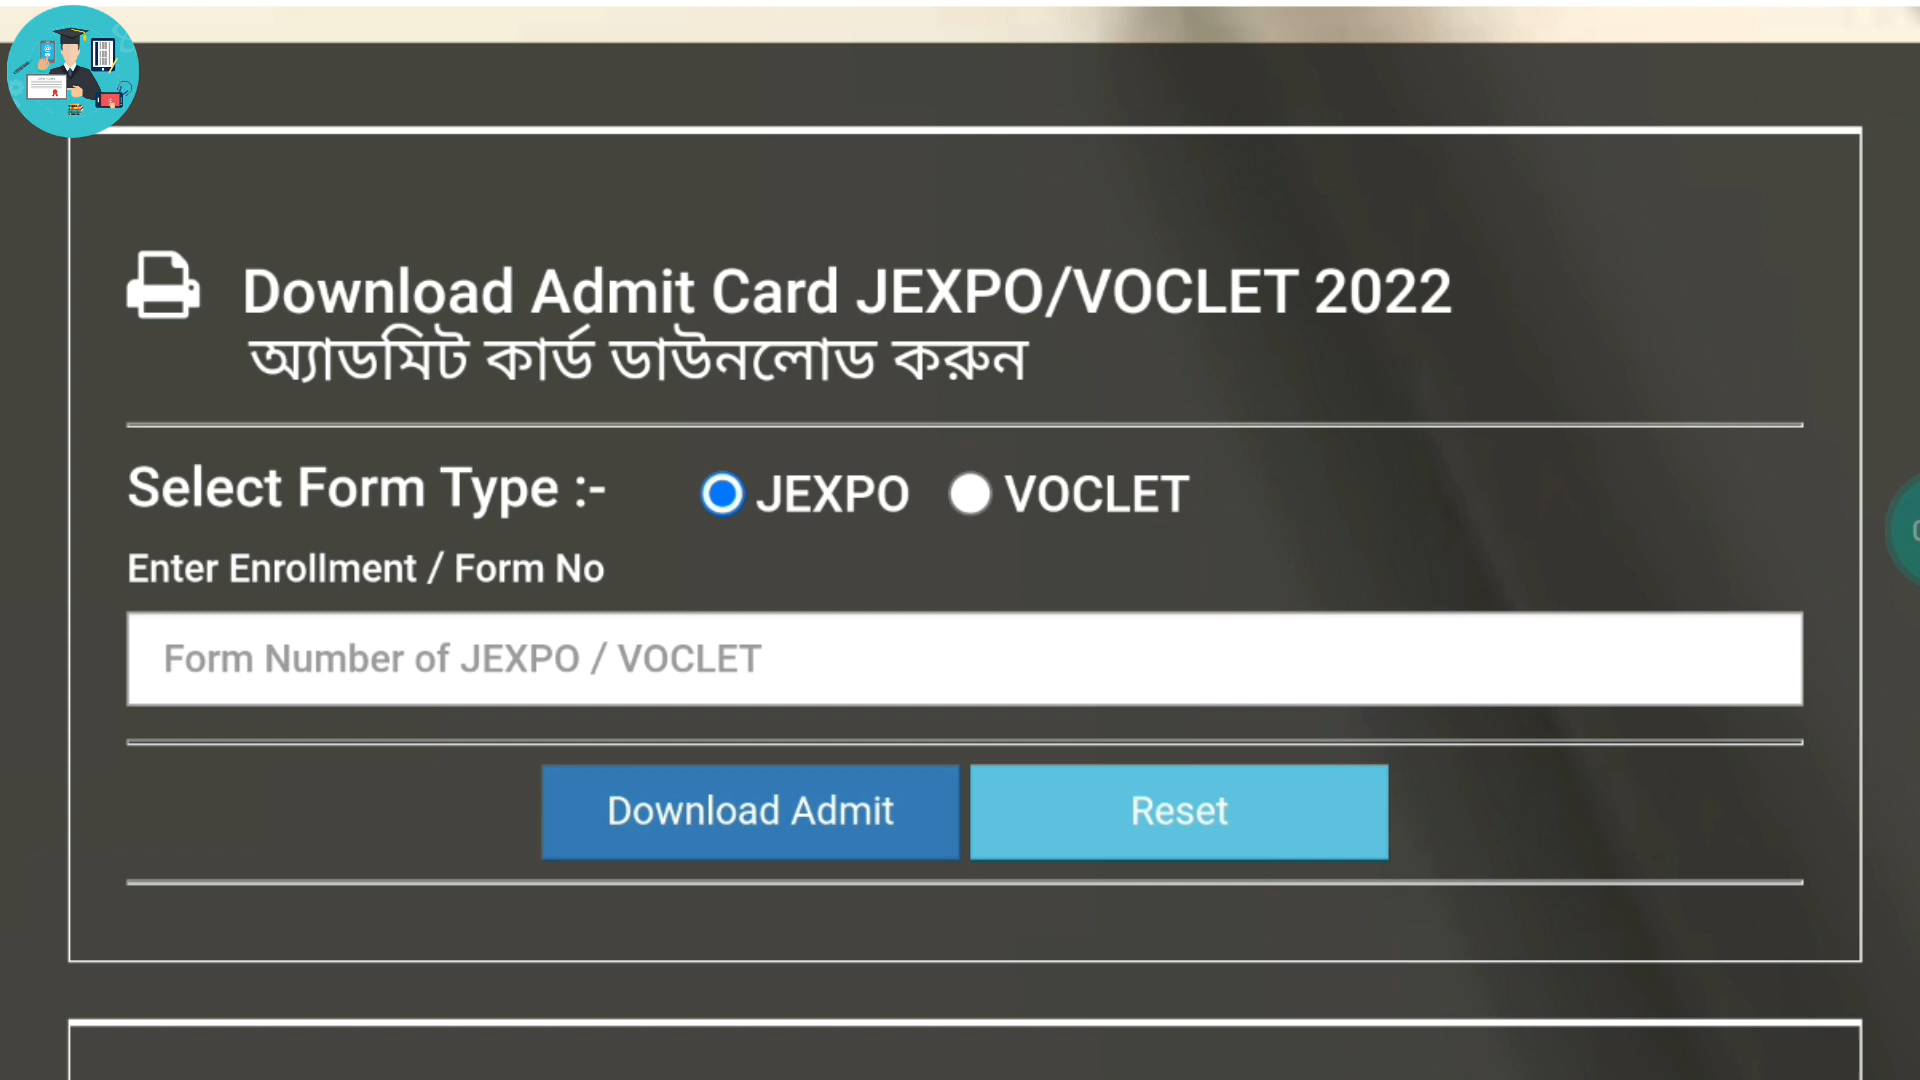 Download Admit Card JEXPO/VOCLET 2022
অ্যাডমিট কার্ড ডাউনলোড করুন
Select Form Type :- JEXPO VOCLET
Enter Enrollment / Form No
Form Number of JEXPO / VOCLET
Download Admit Reset